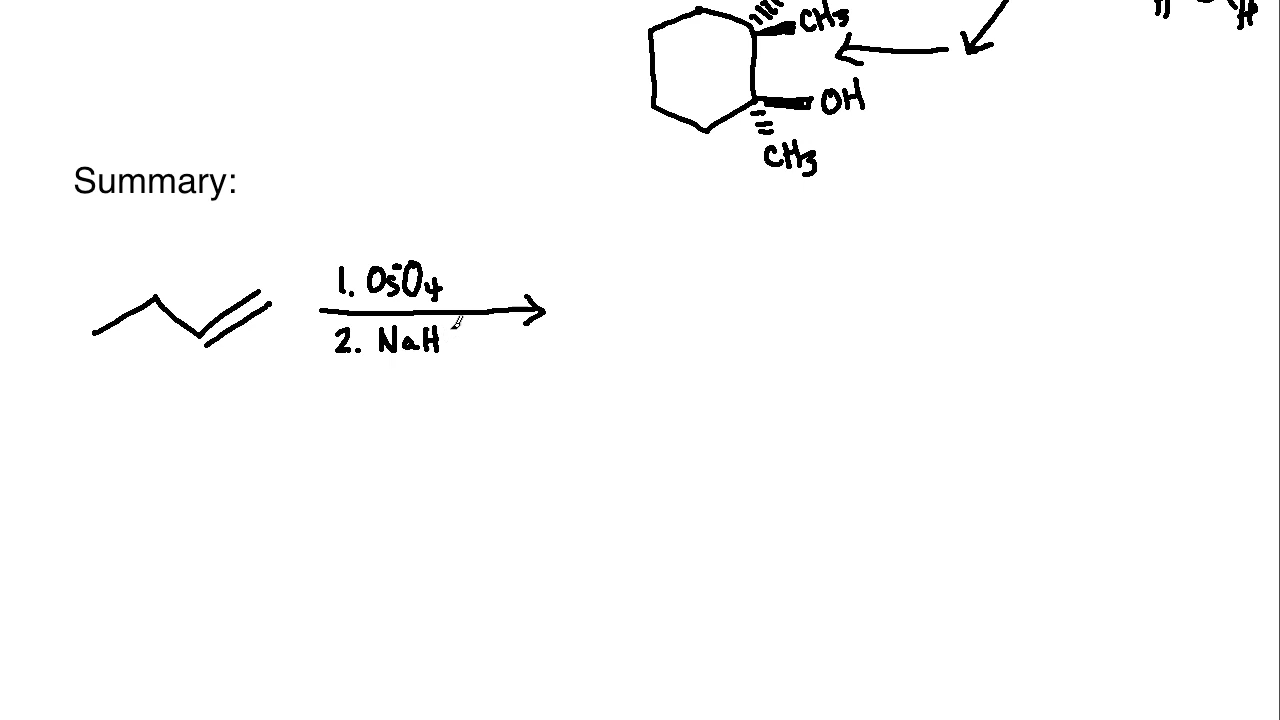 CH3
OH
CH3
Summary:
1. OsO4
2. NaH